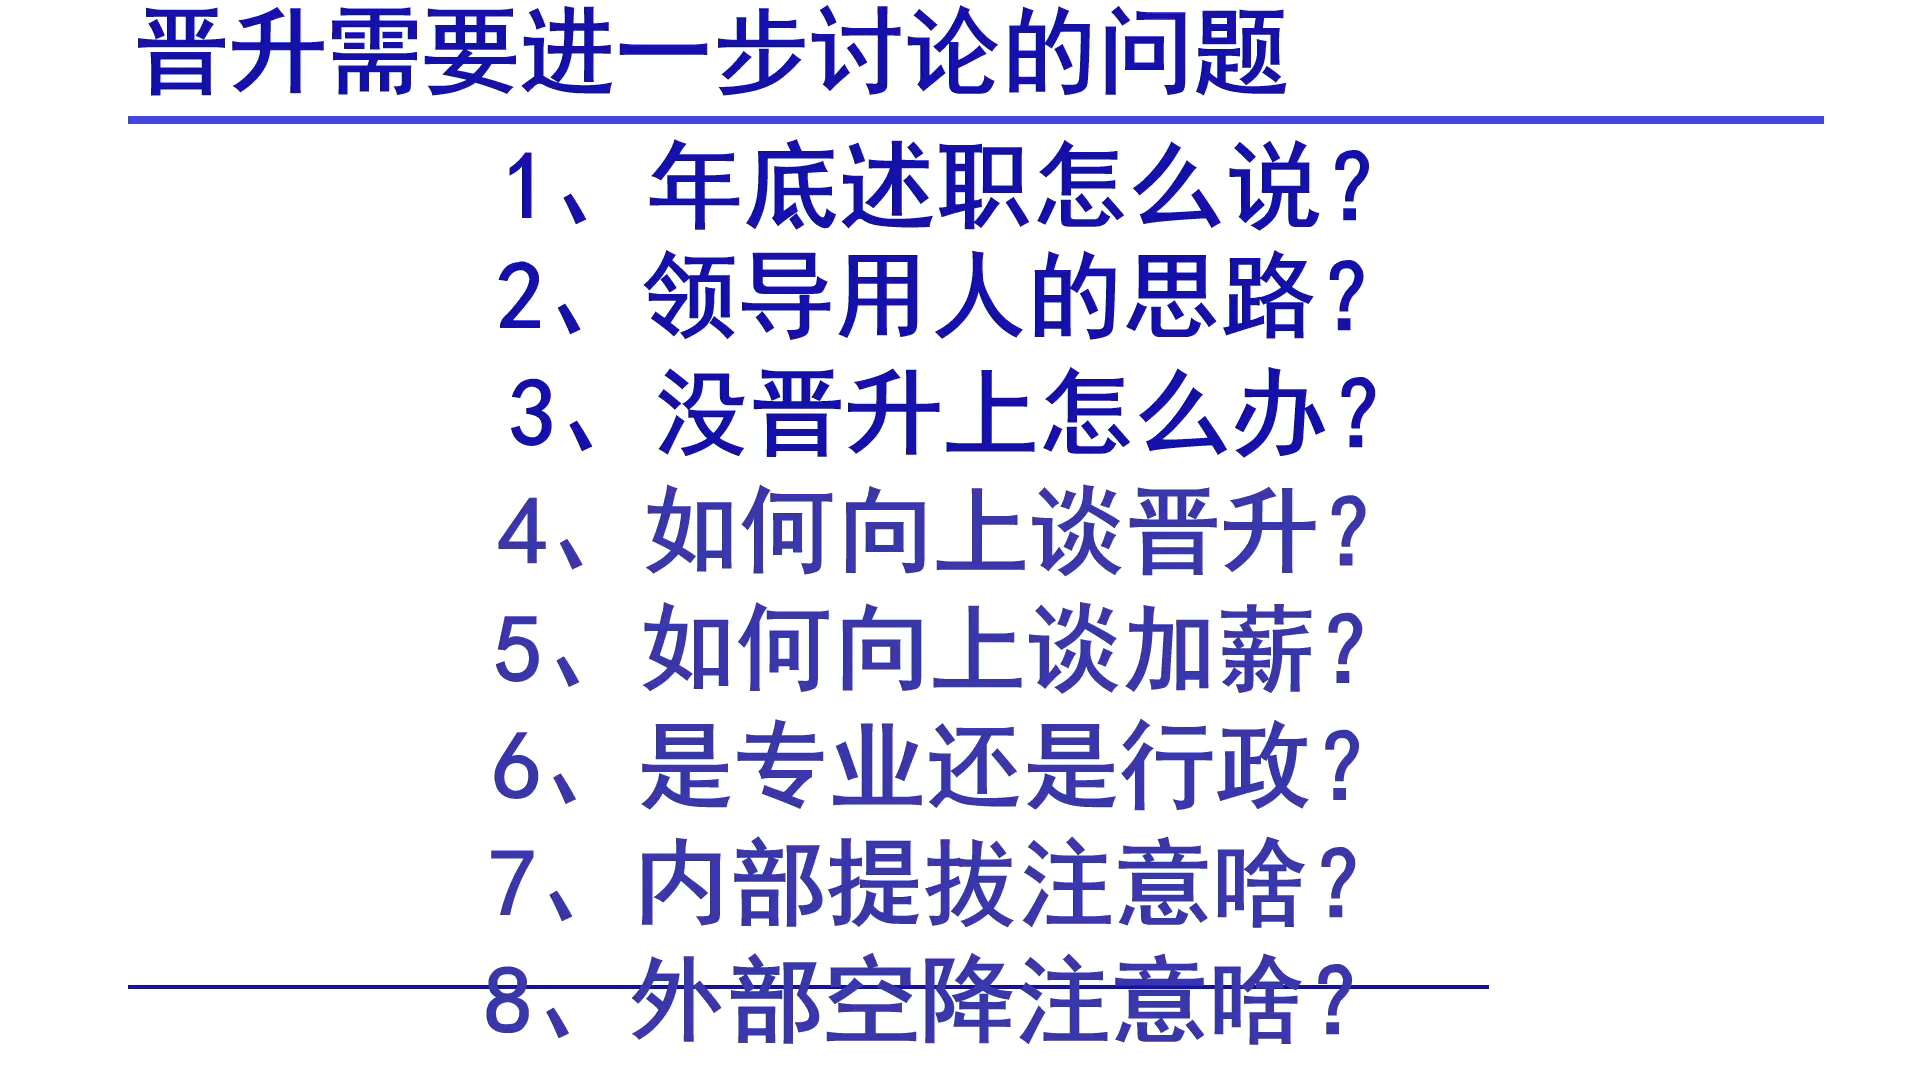 晋升需要进一步讨论的问题
1、年底述职怎么说?
2、领导用人的思路?
3、没晋升上怎么办?
4、如何向上谈晋升?
5、如何向上谈加薪?
6、是专业还是行政?
7、内部提拔注意啥?
8、外部空降注意啥?